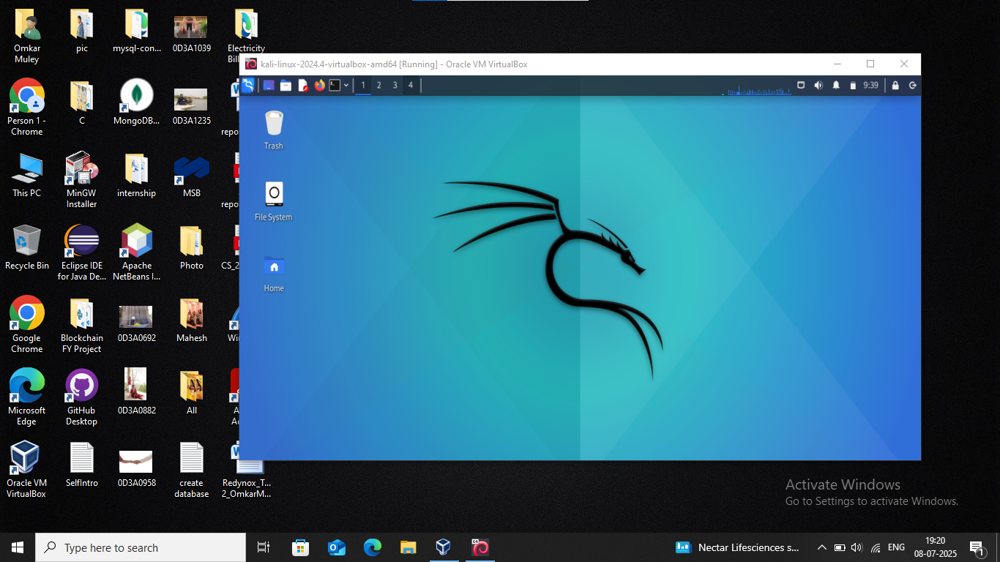 Omkar
Muley
pic
mysql-con...
0D3A1039
Electricity
Bill
Person 1 -
Chrome
C
MongoDB...
0D3A1235
repo
This PC
MinGW
Installer
internship
MSB
repo
Recycle Bin
Eclipse IDE
for Java De...
Apache
NetBeans I...
Photo
CS_2
Google
Chrome
Blockchain
FY Project
0D3A0692
Mahesh
Wi
Microsoft
Edge
GitHub
Desktop
0D3A0882
All
A
Ac
Oracle VM
VirtualBox
SelfIntro
0D3A0958
create
database
Redynox_T...
2_OmkarM...
kali-linux-2024.4-virtualbox-amd64 [Running] - Oracle VM VirtualBox
1 2 3 4
9:39
Trash
File System
Home
Activate Windows
Go to Settings to activate Windows.
Type here to search
Nectar Lifesciences s...
ENG
19:20
08-07-2025
1